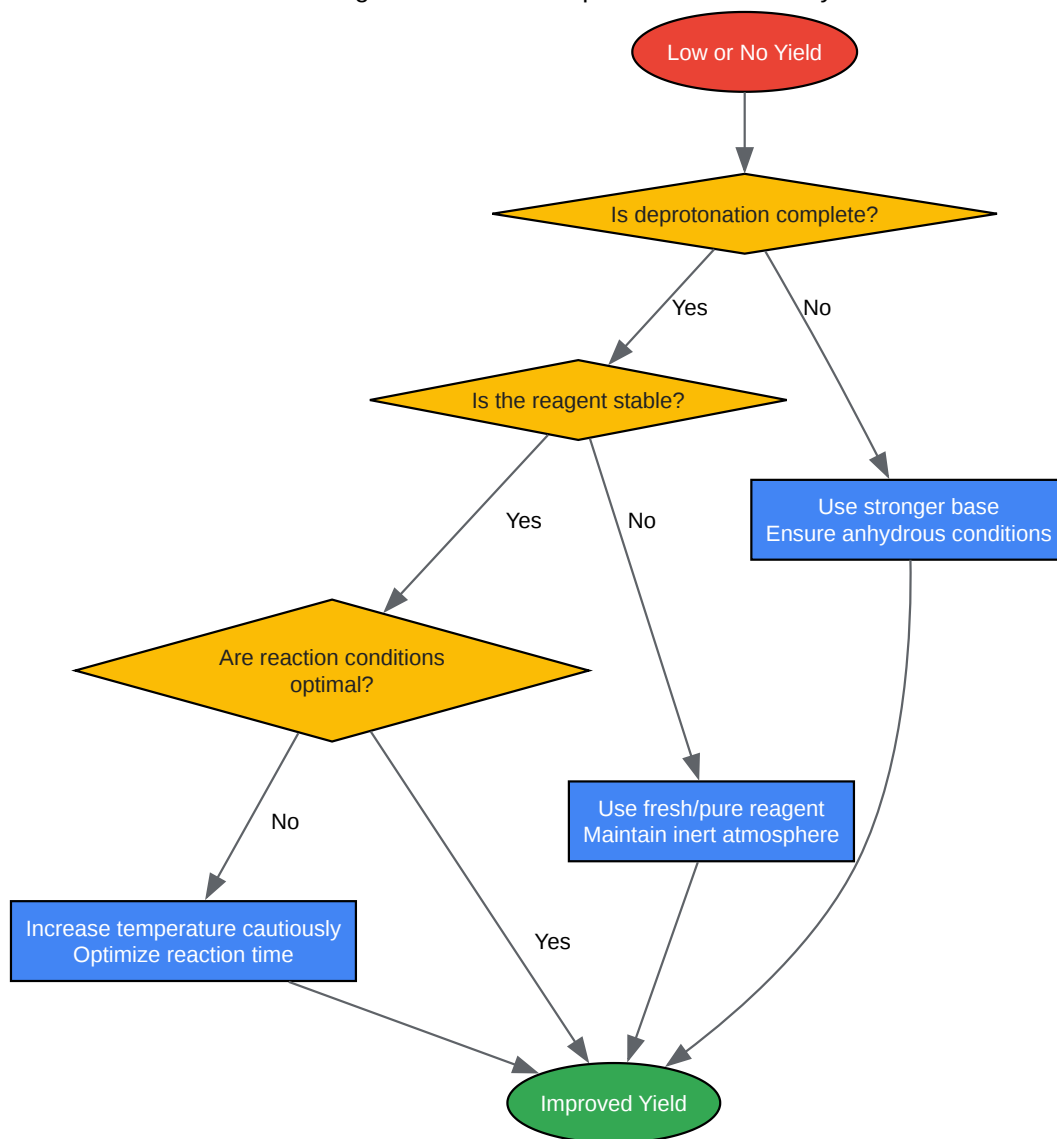 Low or No Yield
Is deprotonation complete?
Yes
No
Is the reagent stable?
Use stronger base
Ensure anhydrous conditions
Yes
No
Are reaction conditions
optimal?
Use fresh/pure reagent
Maintain inert atmosphere
No
Increase temperature cautiously
Optimize reaction time
Yes
Improved Yield